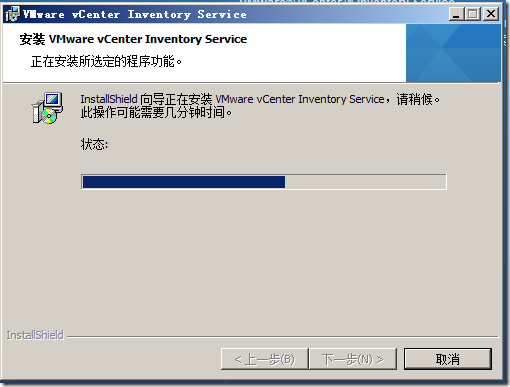 VMware vCenter Inventory Service
安装 VMware vCenter Inventory Service
正在安装所选定的程序功能。
InstallShield 向导正在安装 VMware vCenter Inventory Service，请稍候。
此操作可能需要几分钟时间。
状态:
InstallShield
< 上一步(B)
下一步(N) >
取消